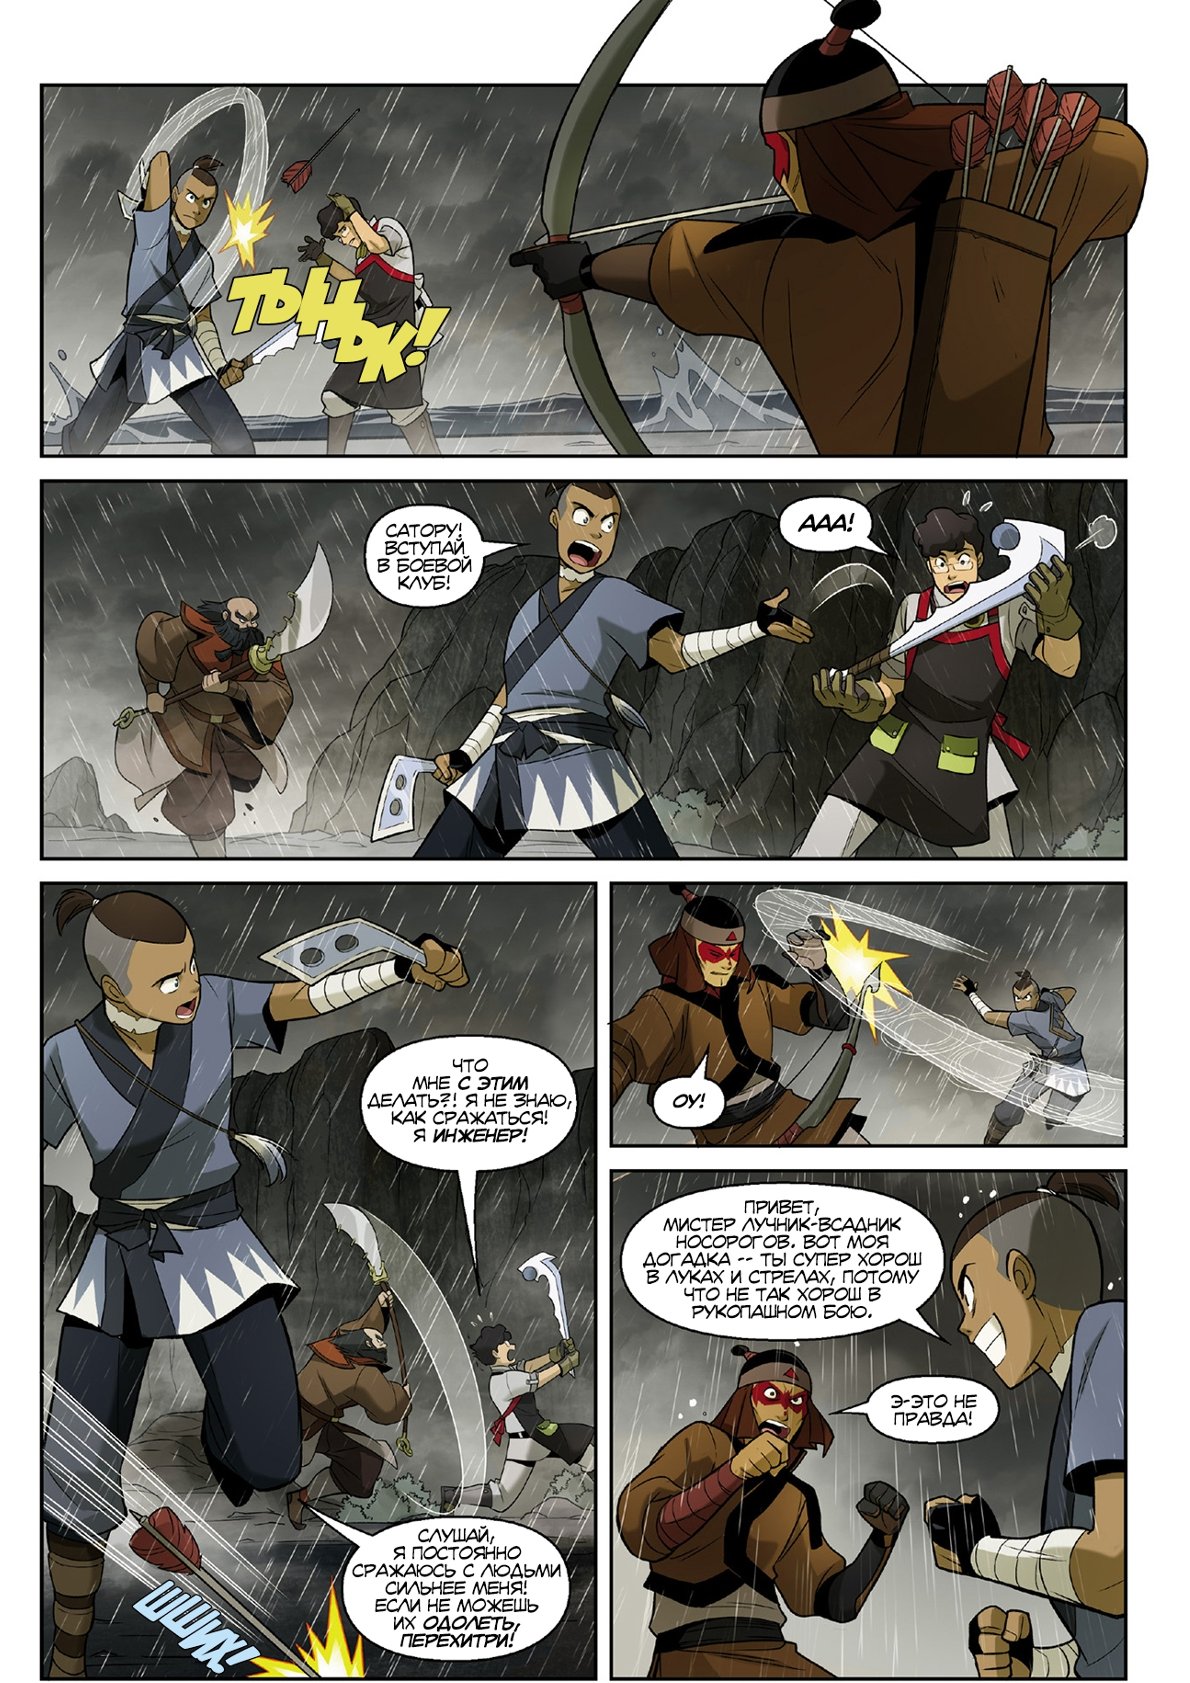 ТЫНЬК!
САТОРУ!
ВСТУПАЙ
В БОЕВОЙ
КЛУБ!
ААА!
ЧТО
МНЕ С ЭТИМ
ДЕЛАТЬ?! Я НЕ ЗНАЮ,
КАК СРАЖАТЬСЯ!
Я ИНЖЕНЕР!
СЛУШАЙ,
Я ПОСТОЯННО
СРАЖАЮСЬ С ЛЮДЬМИ
СИЛЬНЕЕ МЕНЯ!
ЕСЛИ НЕ МОЖЕШЬ
ИХ ОДОЛЕТЬ,
ПЕРЕХИТРИ!
ШШИХ!
ОУ!
ПРИВЕТ,
МИСТЕР ЛУЧНИК-ВСАДНИК
НОСОРОГОВ. ВОТ МОЯ
ДОГАДКА -- ТЫ СУПЕР ХОРОШ
В ЛУКАХ И СТРЕЛАХ, ПОТОМУ
ЧТО НЕ ТАК ХОРОШ В
РУКОПАШНОМ БОЮ.
Э-ЭТО НЕ
ПРАВДА!